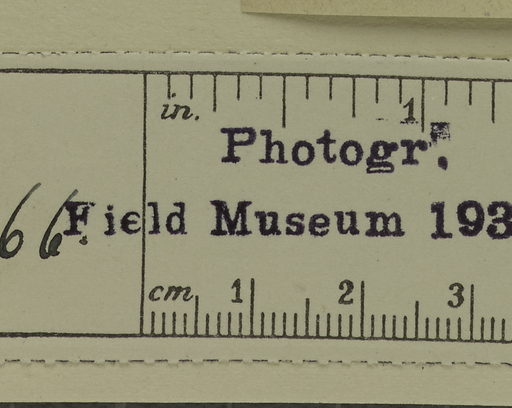 in. 1
Photogr.
66 Field Museum 193
cm 1 2 3